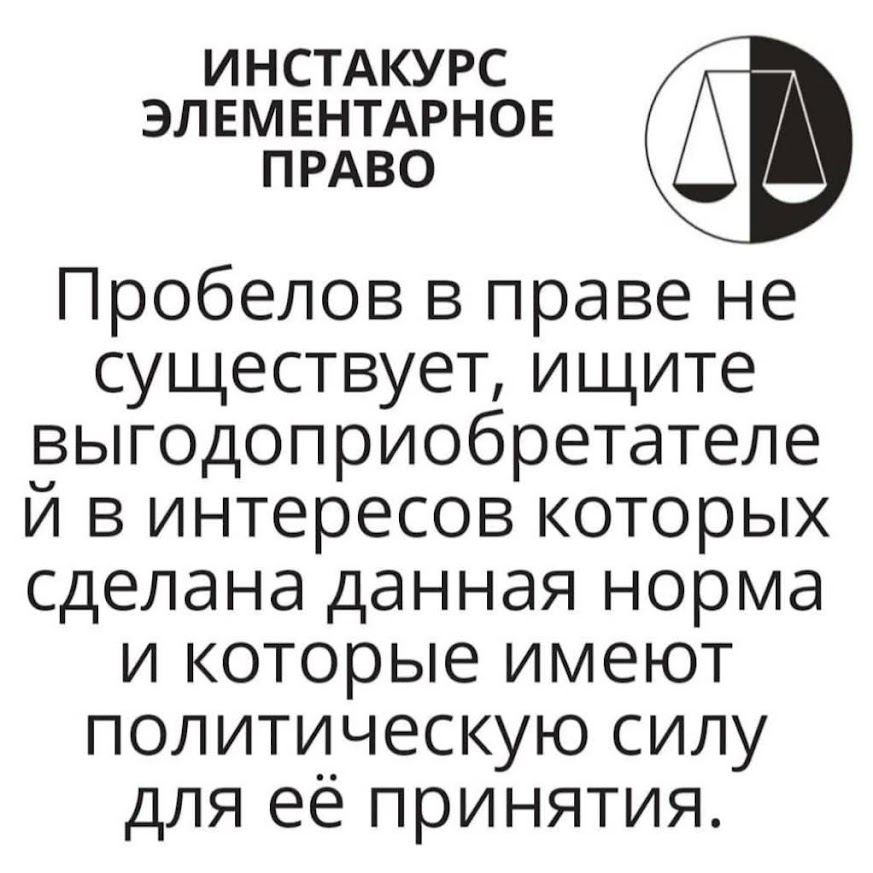 ИНСТАКУРС
ЭЛЕМЕНТАРНОЕ
ПРАВО
Пробелов в праве не
существует, ищите
выгодоприобретателе
й в интересов которых
сделана данная норма
и которые имеют
политическую силу
для её принятия.